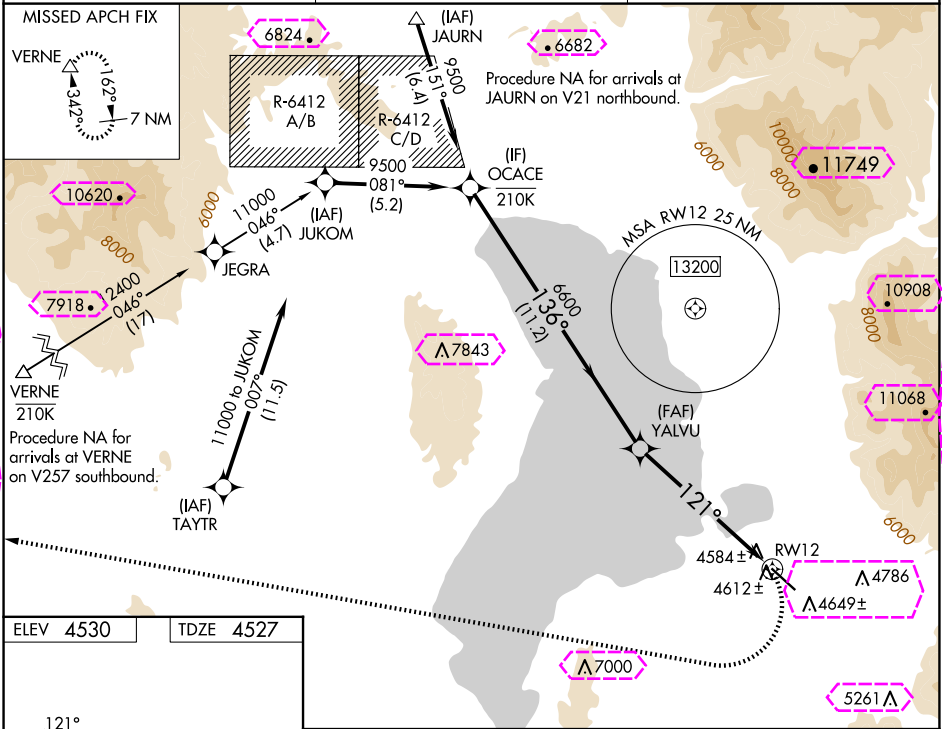 MISSED APCH FIX
VERNE
162°
342°
7 NM
6824
(IAF)
JAURN
9500
151°
(6.4)
6682
Procedure NA for arrivals at
JAURN on V21 northbound.
R-6412
A/B
R-6412
C/D
10000
8000
6000
11749
10620
8000
6000
9500
081°
(5.2)
(IF)
OCACE
210K
11000
046°
(4.7)
(IAF)
JUKOM
JEGRA
MSA RW12 25 NM
13200
7918
12400
046°
(17)
6600
136°
(11.2)
10908
8000
7843
VERNE
210K
Procedure NA for
arrivals at VERNE
on V257 southbound.
11000 to JUKOM
007°
(11.5)
(FAF)
YALVU
11068
(IAF)
TAYTR
121°
6000
4584±
RW12
4612±
4786
4649±
7000
5261
ELEV 4530
TDZE 4527
121°